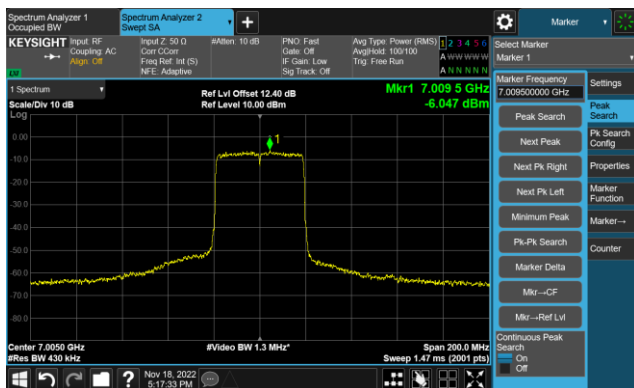 Spectrum Analyzer 1
Occupied BW
Spectrum Analyzer 2
Swept SA
Marker
KEYSIGHT
Input: RF
Coupling: AC
Align: Off
Input Z: 50 Ω
Corr CCorr
Freq Ref: Int (S)
NFE: Adaptive
#Atten: 10 dB
PNO: Fast
Gate: Off
IF Gain: Low
Sig Track: Off
Avg Type: Power (RMS)
Avg|Hold: 100/100
Trig: Free Run
1 2 3 4 5 6
A W W W W W
A N N N N N
Select Marker
Marker 1
LXI
1 Spectrum
Scale/Div 10 dB
Log
Ref Lvl Offset 12.40 dB
Ref Level 10.00 dBm
Mkr1 7.009 5 GHz
-6.047 dBm
1
0.00
-10.0
-20.0
-30.0
-40.0
-50.0
-60.0
-70.0
-80.0
Center 7.0050 GHz
#Res BW 430 kHz
#Video BW 1.3 MHz*
Span 200.0 MHz
Sweep 1.47 ms (2001 pts)
Marker Frequency
7.009500000 GHz
Peak Search
Next Peak
Next Pk Right
Next Pk Left
Minimum Peak
Pk-Pk Search
Marker Delta
Mkr→CF
Mkr→Ref Lvl
Continuous Peak
Search
On
Off
Settings
Peak
Search
Pk Search
Config
Properties
Marker
Function
Marker→
Counter
?
Nov 18, 2022
5:17:33 PM